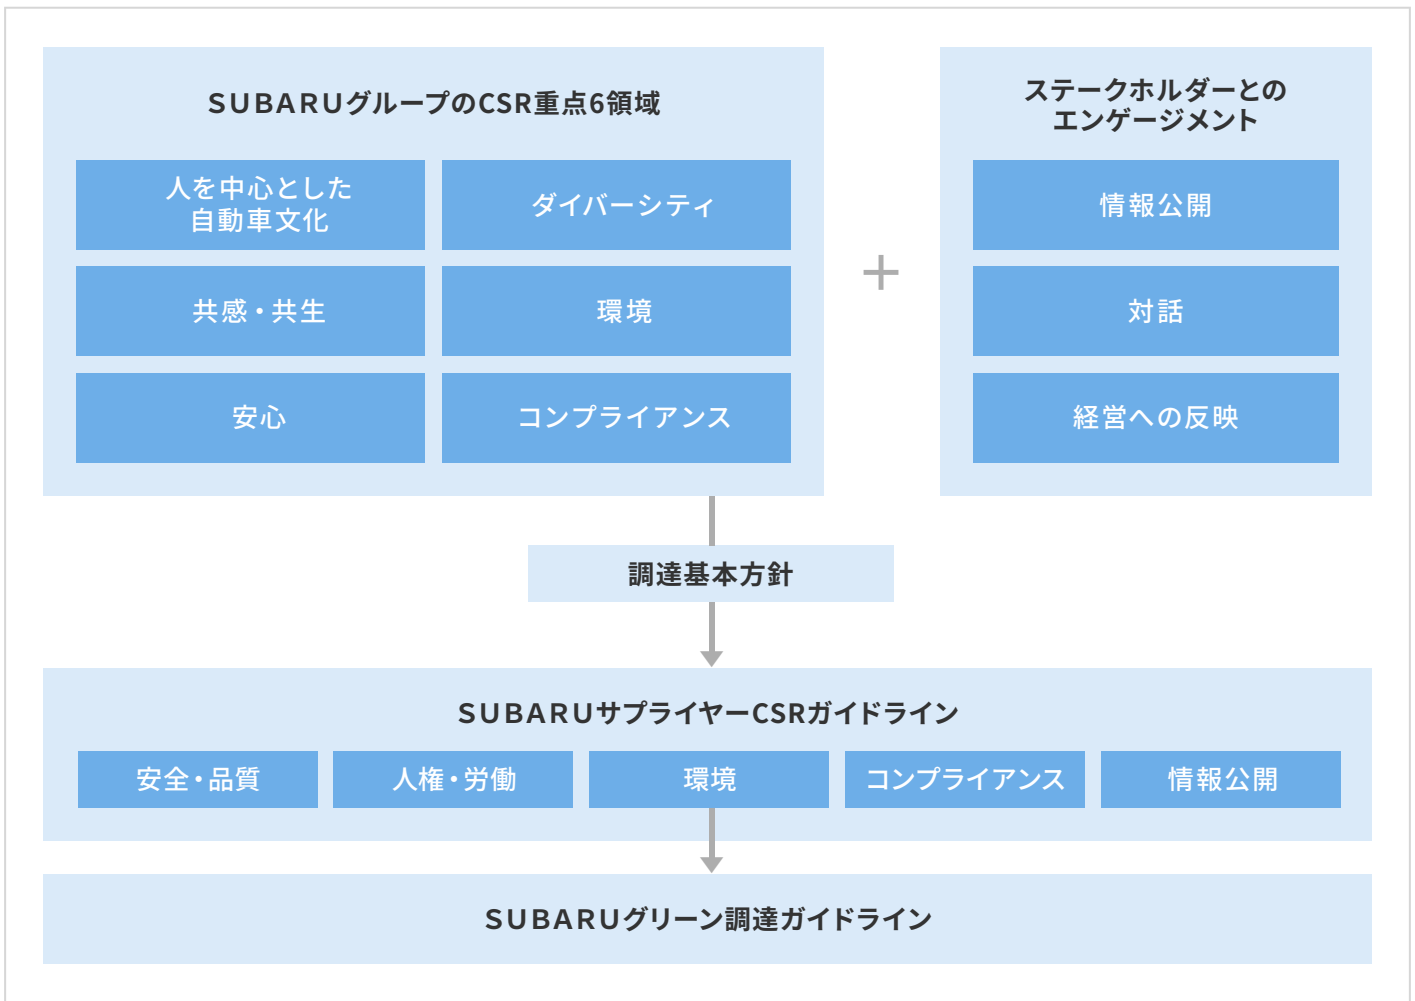 SUBARUグループのCSR重点6領域
人を中心とした
自動車文化
ダイバーシティ
共感・共生
環境
安心
コンプライアンス
+
ステークホルダーとの
エンゲージメント
情報公開
対話
経営への反映
調達基本方針
SUBARUサプライヤーCSRガイドライン
安全・品質
人権・労働
環境
コンプライアンス
情報公開
SUBARUグリーン調達ガイドライン